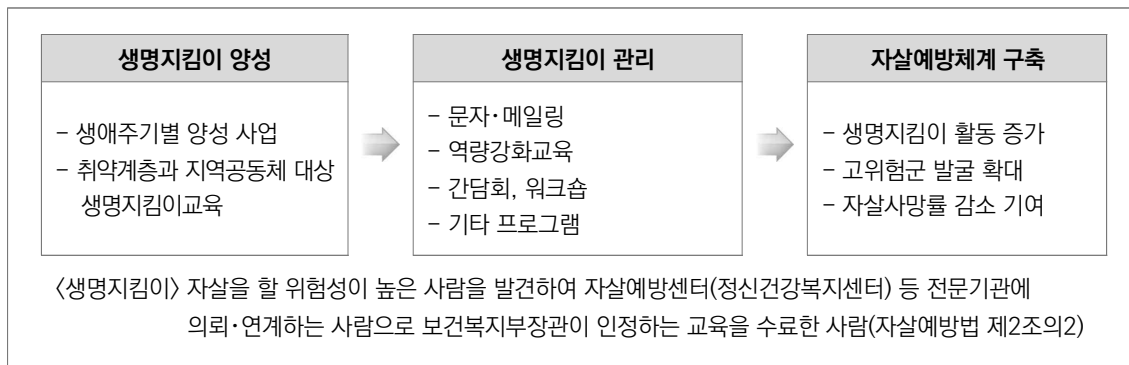 생명지킴이 양성
- 생애주기별 양성 사업
- 취약계층과 지역공동체 대상
생명지킴이교육
생명지킴이 관리
- 문자·메일링
- 역량강화교육
- 간담회, 워크숍
- 기타 프로그램
자살예방체계 구축
- 생명지킴이 활동 증가
- 고위험군 발굴 확대
- 자살사망률 감소 기여
〈생명지킴이〉 자살을 할 위험성이 높은 사람을 발견하여 자살예방센터(정신건강복지센터) 등 전문기관에
의뢰·연계하는 사람으로 보건복지부장관이 인정하는 교육을 수료한 사람(자살예방법 제2조의2)